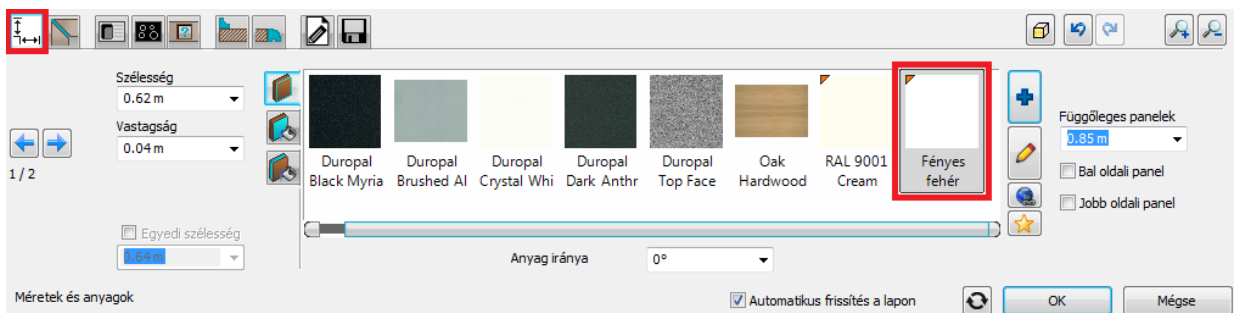 Szélesség
0.62 m
Vastagság
0.04 m
1 / 2
Egyedi szélesség
0.64 m
Duropal
Black Myria
Duropal
Brushed Al
Duropal
Crystal Whi
Duropal
Dark Anthr
Duropal
Top Face
Oak
Hardwood
RAL 9001
Cream
Fényes
fehér
Anyag iránya
0°
Függőleges panelek
0.85 m
Bal oldali panel
Jobb oldali panel
Méretek és anyagok
Automatikus frissítés a lapon
OK
Mégse